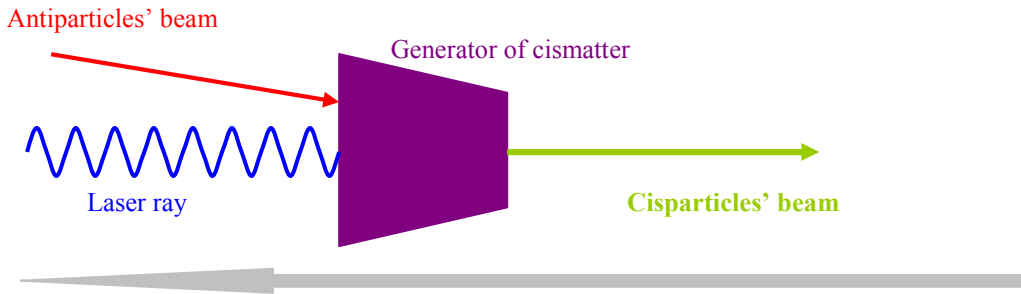 Antiparticles’ beam
Generator of cismatter
Laser ray
Cisparticles’ beam